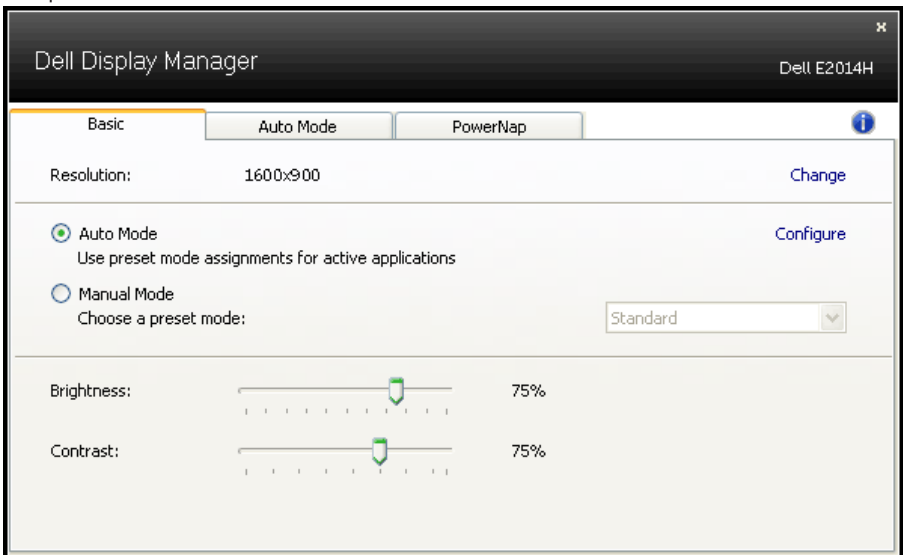 Dell Display Manager
Dell E2014H
Basic Auto Mode PowerNap
Resolution: 1600x900 Change
Auto Mode Configure
Use preset mode assignments for active applications
Manual Mode
Choose a preset mode: Standard
Brightness: 75%
Contrast: 75%